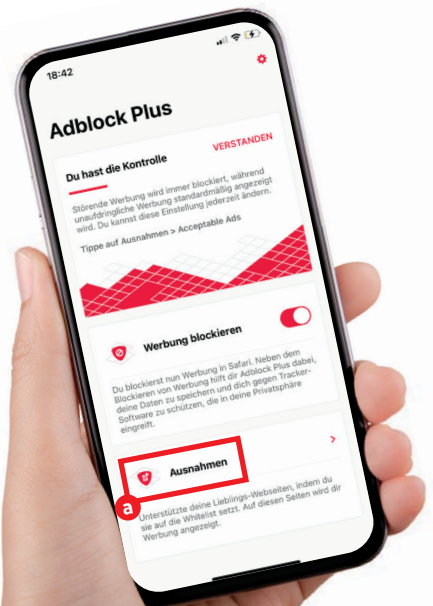 18:42
Adblock Plus
Du hast die Kontrolle
VERSTANDEN
Störende Werbung wird immer blockiert, während
unaufdringliche Werbung standardmäßig angezeigt
wird. Du kannst diese Einstellung jederzeit ändern.
Tippe auf Ausnahmen > Acceptable Ads
Werbung blockieren
Du blockierst nun Werbung in Safari. Neben dem
Blockieren von Werbung hilft dir Adblock Plus dabei,
deine Daten zu speichern und dich gegen Tracker-
Software zu schützen, die in deine Privatsphäre
eingreift.
Ausnahmen
a
Unterstützte deine Lieblings-Webseiten, indem du
sie auf die Whitelist setzt. Auf diesen Seiten wird dir
Werbung angezeigt.